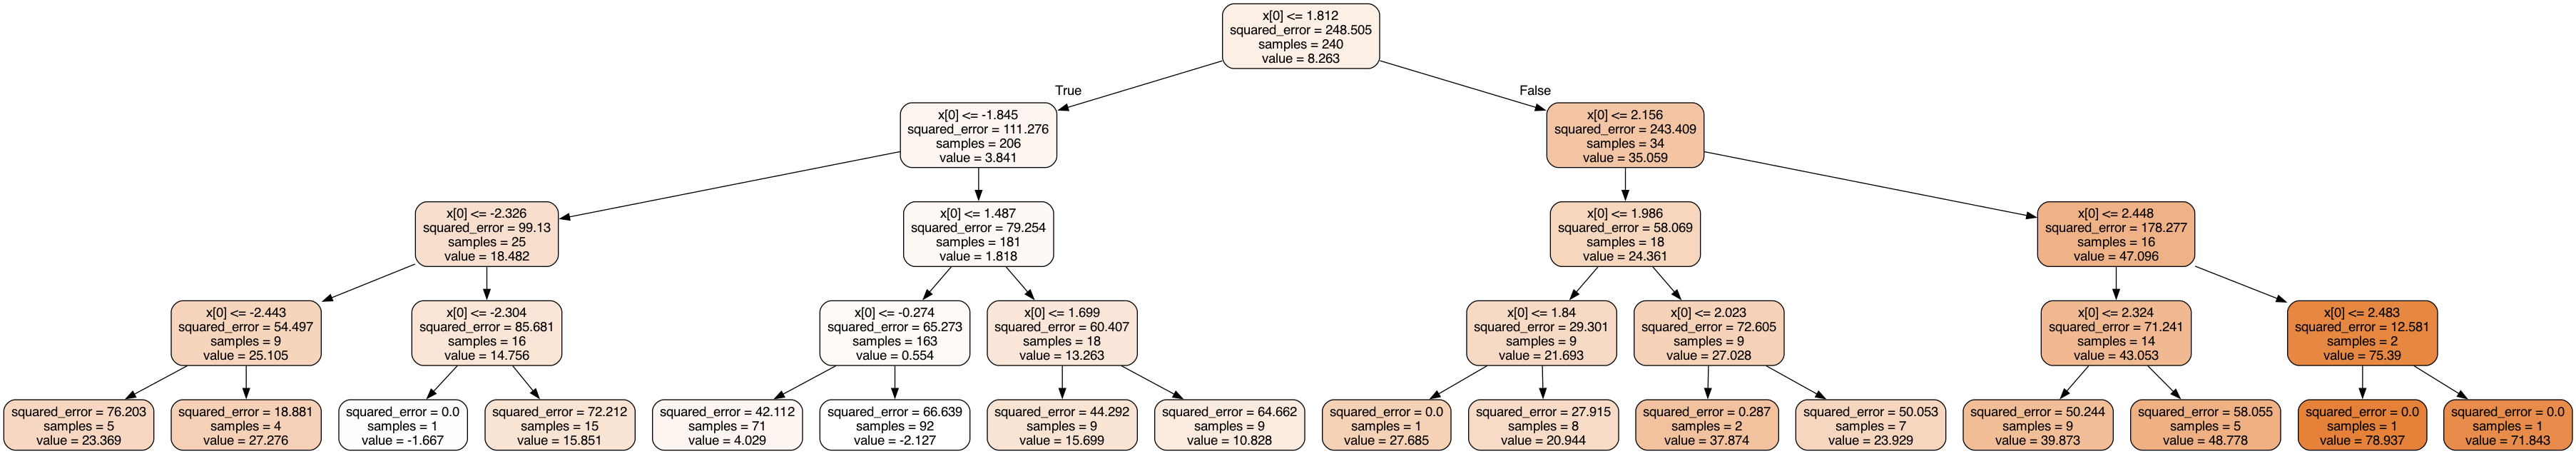 x[0] <= 1.812
squared_error = 248.505
samples = 240
value = 8.263
True
False
x[0] <= -1.845
squared_error = 111.276
samples = 206
value = 3.841
x[0] <= 2.156
squared_error = 243.409
samples = 34
value = 35.059
x[0] <= -2.326
squared_error = 99.13
samples = 25
value = 18.482
x[0] <= 1.487
squared_error = 79.254
samples = 181
value = 1.818
x[0] <= 1.986
squared_error = 58.069
samples = 18
value = 24.361
x[0] <= 2.448
squared_error = 178.277
samples = 16
value = 47.096
x[0] <= -2.443
squared_error = 54.497
samples = 9
value = 25.105
x[0] <= -2.304
squared_error = 85.681
samples = 16
value = 14.756
x[0] <= -0.274
squared_error = 65.273
samples = 163
value = 0.554
x[0] <= 1.699
squared_error = 60.407
samples = 18
value = 13.263
x[0] <= 1.84
squared_error = 29.301
samples = 9
value = 21.693
x[0] <= 2.023
squared_error = 72.605
samples = 9
value = 27.028
x[0] <= 2.324
squared_error = 71.241
samples = 14
value = 43.053
x[0] <= 2.483
squared_error = 12.581
samples = 2
value = 75.39
squared_error = 76.203
samples = 5
value = 23.369
squared_error = 18.881
samples = 4
value = 27.276
squared_error = 0.0
samples = 1
value = -1.667
squared_error = 72.212
samples = 15
value = 15.851
squared_error = 42.112
samples = 71
value = 4.029
squared_error = 66.639
samples = 92
value = -2.127
squared_error = 44.292
samples = 9
value = 15.699
squared_error = 64.662
samples = 9
value = 10.828
squared_error = 0.0
samples = 1
value = 27.685
squared_error = 27.915
samples = 8
value = 20.944
squared_error = 0.287
samples = 2
value = 37.874
squared_error = 50.053
samples = 7
value = 23.929
squared_error = 50.244
samples = 9
value = 39.873
squared_error = 58.055
samples = 5
value = 48.778
squared_error = 0.0
samples = 1
value = 78.937
squared_error = 0.0
samples = 1
value = 71.843